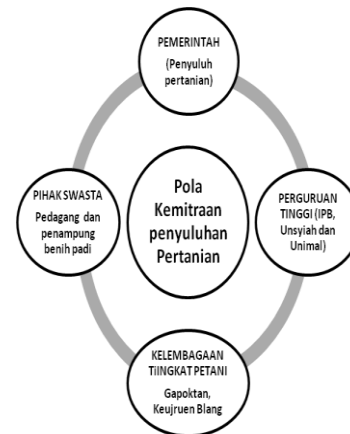 PEMERINTAH
(Penyuluh
pertanian)
PIHAK SWASTA
Pedagang dan
penampung
benih padi
Pola
Kemitraan
penyuluhan
Pertanian
PERGURUAN
TINGGI (IPB,
Unsyiah dan
Unimal)
KELEMBAGAAN
TiINGKAT PETANI
Gapoktan,
Keujruen Blang